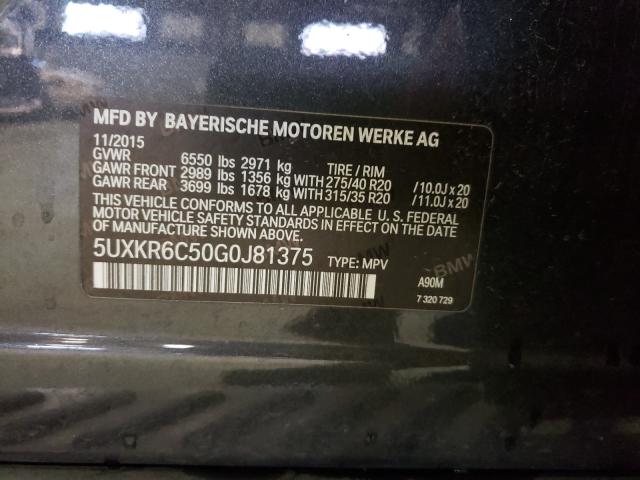 MFD BY BAYERISCHE MOTOREN WERKE AG
11/2015
GVWR 6550 lbs 2971 kg TIRE / RIM
GAWR FRONT 2989 lbs 1356 kg WITH 275/40 R20 /10.0J x 20
GAWR REAR 3699 lbs 1678 kg WITH 315/35 R20 /11.0J x 20
THIS VEHICLE CONFORMS TO ALL APPLICABLE U. S. FEDERAL
MOTOR VEHICLE SAFETY STANDARDS IN EFFECT ON THE DATE
OF MANUFACTURE SHOWN ABOVE.
5UXKR6C50G0J81375 TYPE: MPV
A90M
7 320 729
BMW